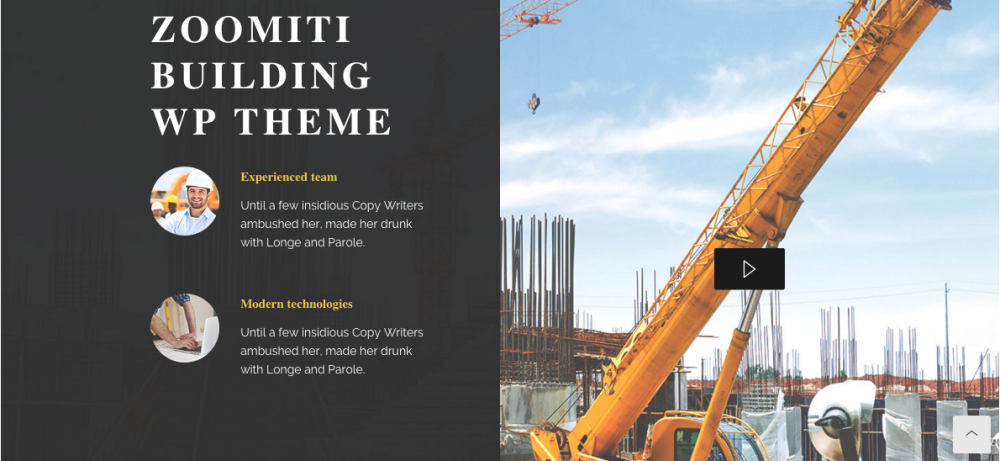 ZOOMITI
BUILDING
WP THEME
Experienced team
Until a few insidious Copy Writers
ambushed her, made her drunk
with Longe and Parole.
Modern technologies
Until a few insidious Copy Writers
ambushed her, made her drunk
with Longe and Parole.